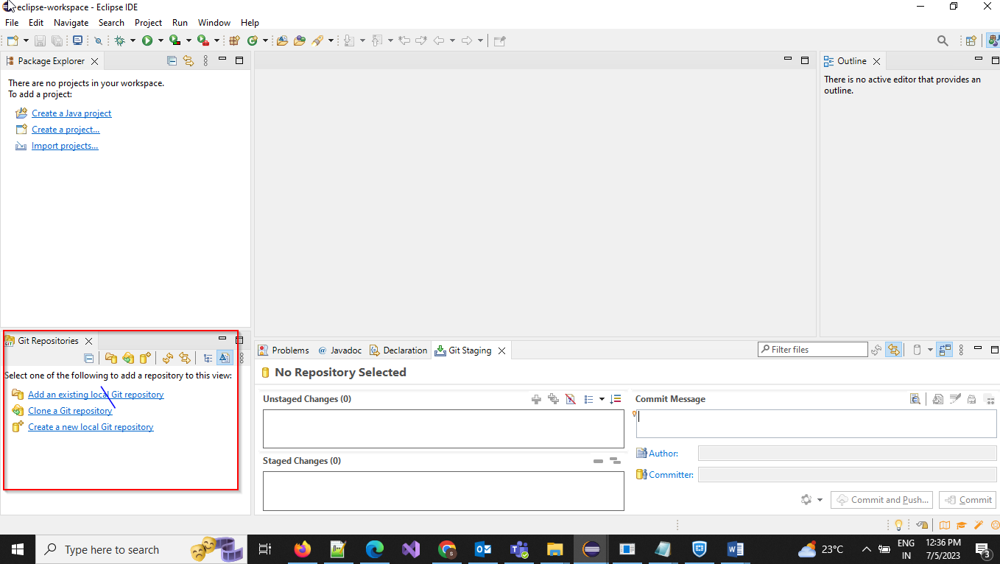 eclipse-workspace - Eclipse IDE
File Edit Navigate Search Project Run Window Help
Package Explorer
There are no projects in your workspace.
To add a project:
Create a Java project
Create a project...
Import projects...
Outline
There is no active editor that provides an
outline.
GIT
Git Repositories
Select one of the following to add a repository to this view:
Add an existing local Git repository
Clone a Git repository
Create a new local Git repository
Problems @ Javadoc Declaration Git Staging
Filter files
No Repository Selected
Unstaged Changes (0)
Staged Changes (0)
Commit Message
Author:
Committer:
Commit and Push...
Commit
Type here to search
23°C
ENG
IN
12:36 PM
7/5/2023
3